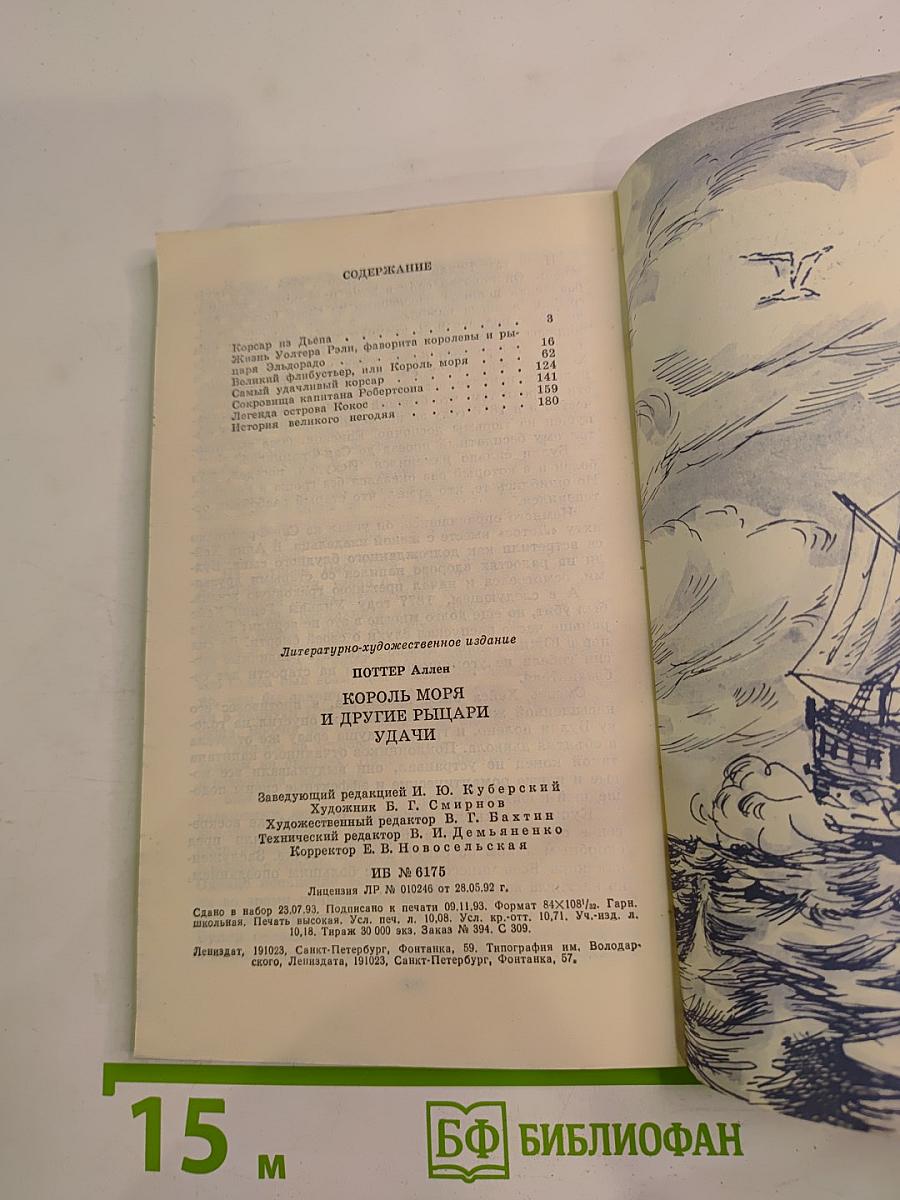 СОДЕРЖАНИЕ
Корсар из Дьепа . . . . . . . . . . 3
Жизнь Уолтера Рэли, фаворита королевы и ры-
царя Эльдорадо . . . . . . . . . . 16
Великий флибустьер, или Король моря . . . 62
Самый удачливый корсар . . . . . . . . 124
Сокровища капитана Робертсона . . . . . 141
Легенда острова Кокос . . . . . . . . 159
История великого негодяя . . . . . . . 180
Литературно-художественное издание
ПОТТЕР Аллен
КОРОЛЬ МОРЯ
И ДРУГИЕ РЫЦАРИ
УДАЧИ
Заведующий редакцией И. Ю. Куберский
Художник Б. Г. Смирнов
Художественный редактор В. Г. Бахтин
Технический редактор В. И. Демьяненко
Корректор Е. В. Новосельская
ИБ № 6175
Лицензия ЛР № 010246 от 28.05.92 г.
Сдано в набор 23.07.93. Подписано к печати 09.11.93. Формат 84×108¹/₃₂. Гарн.
школьная. Печать высокая. Усл. печ. л. 10,08. Усл. кр.-отт. 10,71. Уч.-изд. л.
10,18. Тираж 30 000 экз. Заказ № 394. С 309.
Лениздат, 191023, Санкт-Петербург, Фонтанка, 59. Типография им. Володар-
ского, Лениздата, 191023, Санкт-Петербург, Фонтанка, 57.
15 м
БФ БИБЛИОФАН